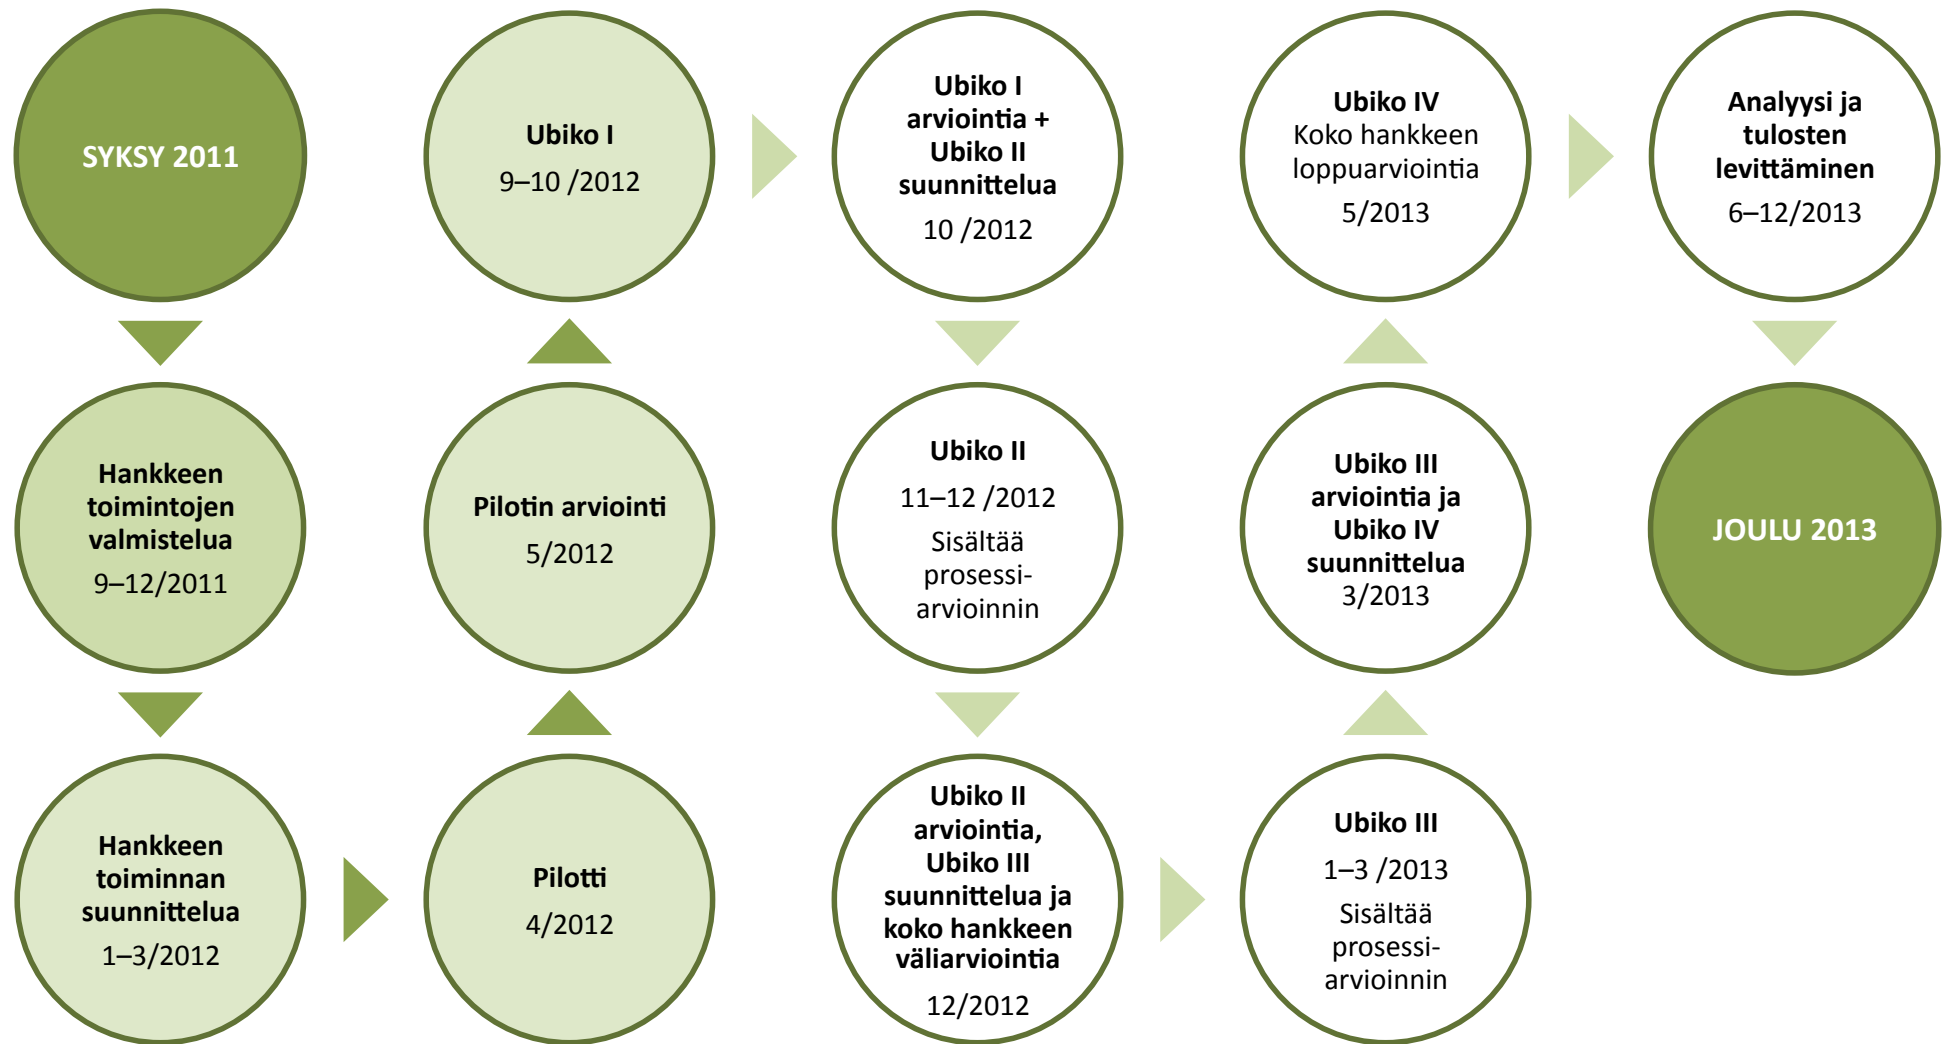 SYKSY 2011
Hankkeen
toimintojen
valmistelua
9–12/2011
Hankkeen
toiminnan
suunnittelua
1–3/2012
Pilotti
4/2012
Pilotin arviointi
5/2012
Ubiko I
9–10 /2012
Ubiko I
arviointia +
Ubiko II
suunnittelua
10 /2012
Ubiko II
11–12 /2012
Sisältää
prosessi-
arvioinnin
Ubiko II
arviointia,
Ubiko III
suunnittelua ja
koko hankkeen
väliarviointia
12/2012
Ubiko III
1–3 /2013
Sisältää
prosessi-
arvioinnin
Ubiko III
arviointia ja
Ubiko IV
suunnittelua
3/2013
Ubiko IV
Koko hankkeen
loppuarviointia
5/2013
Analyysi ja
tulosten
levittäminen
6–12/2013
JOULU 2013